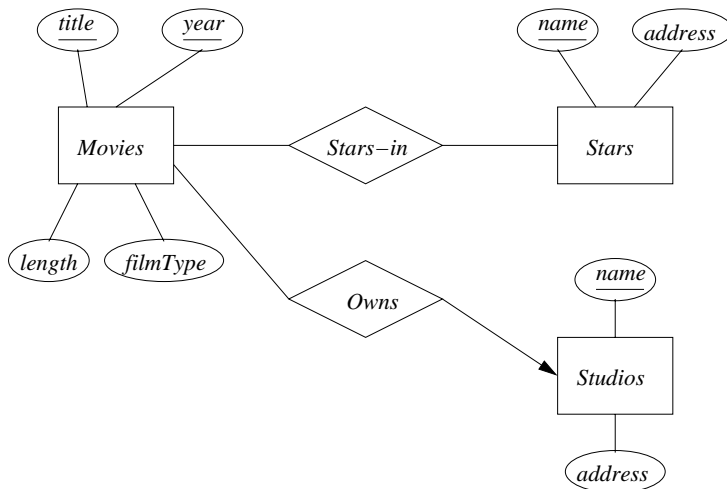 title
year
name
address
Movies
Stars-in
Stars
length
filmType
name
Owns
Studios
address